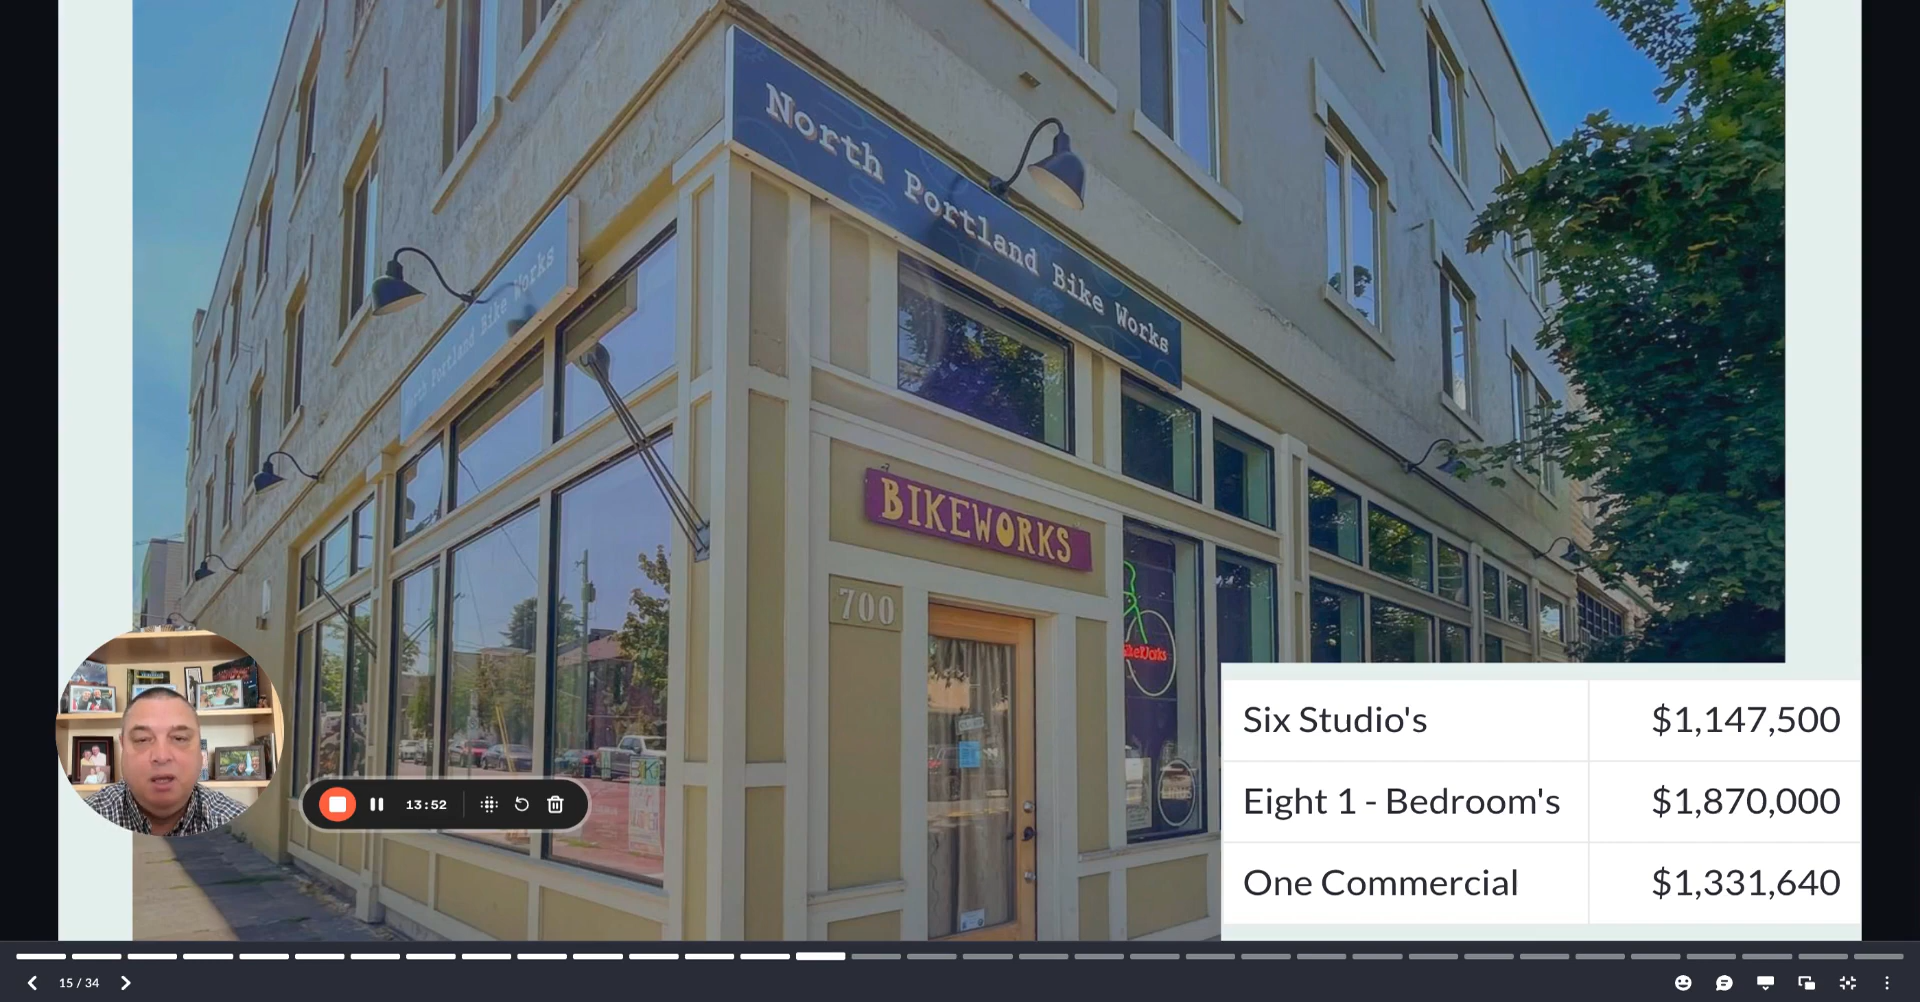 North Portland Bike Works
North Portland Bike Works
BIKEWORKS
700
BikeWorks
13:52
Six Studio's $1,147,500
Eight 1 - Bedroom's $1,870,000
One Commercial $1,331,640
15 / 34